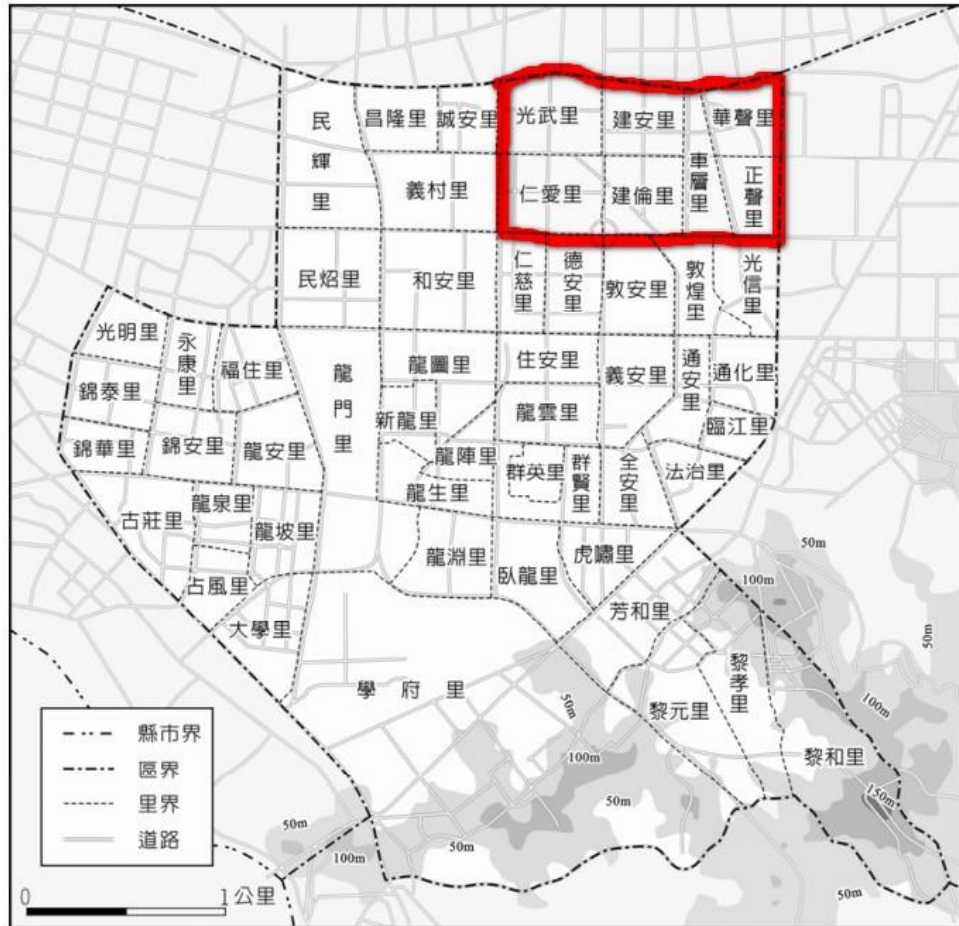 民輝里
昌隆里
誠安里
光武里
建安里
華聲里
車層里
義村里
仁愛里
建倫里
正聲里
民炤里
和安里
仁慈里
德安里
敦安里
敦煌里
光信里
光明里
永康里
福住里
龍門里
龍圖里
住安里
義安里
通安里
通化里
錦泰里
新龍里
龍雲里
臨江里
錦華里
錦安里
龍安里
龍陣里
群英里
群賢里
全安里
法治里
龍生里
古莊里
龍泉里
龍坡里
龍淵里
臥龍里
虎嘯里
50m
古風里
100m
大學里
芳和里
50m
學府里
黎孝里
50m
黎元里
100m
縣市界
100m
黎和里
區界
里界
50m
150m
道路
50m
50m
100m
50m
0
1公里